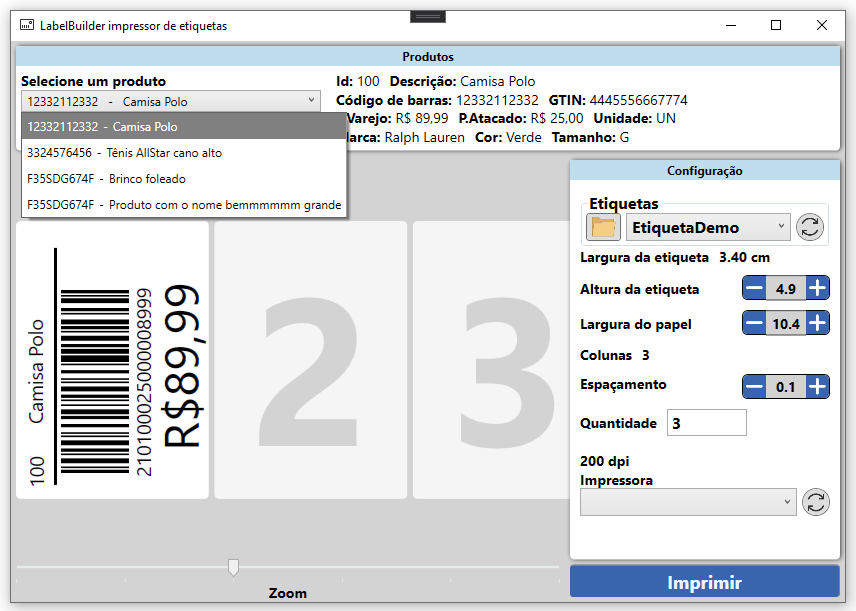 LabelBuilder impressor de etiquetas
Produtos
Selecione um produto
12332112332 - Camisa Polo
12332112332 - Camisa Polo
3324576456 - Tênis AllStar cano alto
F35SDG674F - Brinco foleado
F35SDG674F - Produto com o nome bemmmmmm grande
Id: 100 Descrição: Camisa Polo
Código de barras: 12332112332 GTIN: 4445556667774
Varejo: R$ 89,99 P.Atacado: R$ 25,00 Unidade: UN
arca: Ralph Lauren Cor: Verde Tamanho: G
100 Camisa Polo
2101000250000008999
R$89,99
2
3
Zoom
Configuração
Etiquetas
EtiquetaDemo
Largura da etiqueta 3.40 cm
Altura da etiqueta 4.9
Largura do papel 10.4
Colunas 3
Espaçamento 0.1
Quantidade 3
200 dpi
Impressora
Imprimir